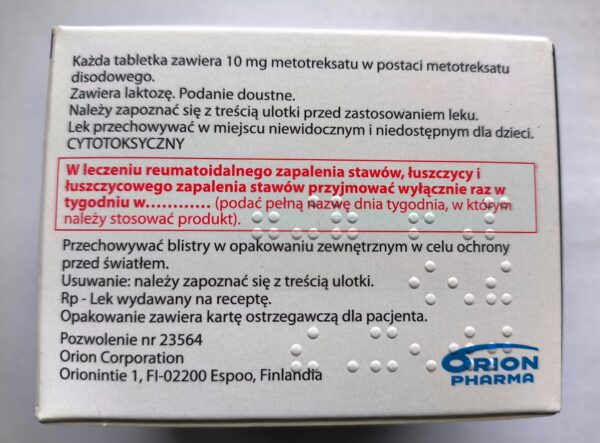 Każda tabletka zawiera 10 mg metotreksatu w postaci metotreksatu
disodowego.
Zawiera laktozę. Podanie doustne.
Należy zapoznać się z treścią ulotki przed zastosowaniem leku.
Lek przechowywać w miejscu niewidocznym i niedostępnym dla dzieci.
CYTOTOKSYCZNY
W leczeniu reumatoidalnego zapalenia stawów, łuszczycy i
łuszczycowego zapalenia stawów przyjmować wyłącznie raz w
tygodniu w............ (podać pełną nazwę dnia tygodnia, w którym
należy stosować produkt).
Przechowywać blistry w opakowaniu zewnętrznym w celu ochrony
przed światłem.
Usuwanie: należy zapoznać się z treścią ulotki.
Rp - Lek wydawany na receptę.
Opakowanie zawiera kartę ostrzegawczą dla pacjenta.
Pozwolenie nr 23564
Orion Corporation
Orionintie 1, FI-02200 Espoo, Finlandia
ORION
PHARMA